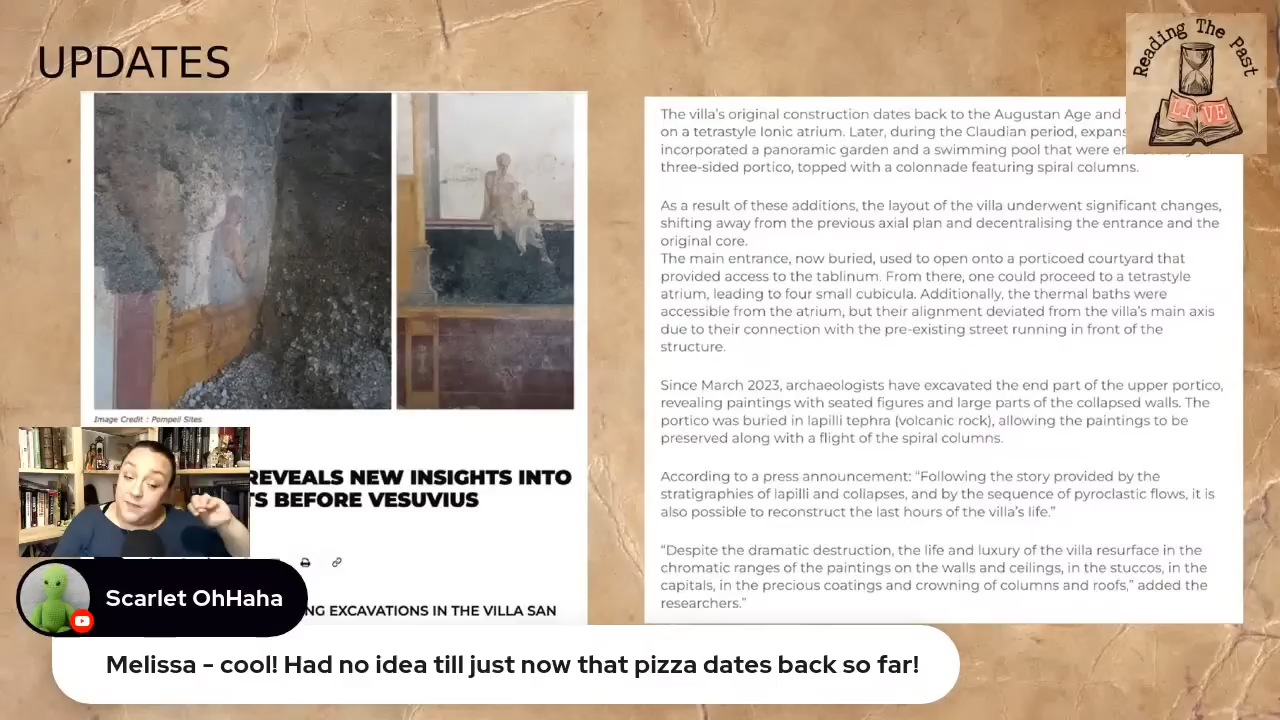 UPDATES
Reading The Past
LIVE
Image Credit : Pompeii Sites
REVEALS NEW INSIGHTS INTO
TS BEFORE VESUVIUS
NG EXCAVATIONS IN THE VILLA SAN
The villa's original construction dates back to the Augustan Age and
on a tetrastyle Ionic atrium. Later, during the Claudian period, expans
incorporated a panoramic garden and a swimming pool that were
three-sided portico, topped with a colonnade featuring spiral columns.
As a result of these additions, the layout of the villa underwent significant changes,
shifting away from the previous axial plan and decentralising the entrance and the
original core.
The main entrance, now buried, used to open onto a porticoed courtyard that
provided access to the tablinum. From there, one could proceed to a tetrastyle
atrium, leading to four small cubicula. Additionally, the thermal baths were
accessible from the atrium, but their alignment deviated from the villa's main axis
due to their connection with the pre-existing street running in front of the
structure.
Since March 2023, archaeologists have excavated the end part of the upper portico,
revealing paintings with seated figures and large parts of the collapsed walls. The
portico was buried in lapilli tephra (volcanic rock), allowing the paintings to be
preserved along with a flight of the spiral columns.
According to a press announcement: “Following the story provided by the
stratigraphies of lapilli and collapses, and by the sequence of pyroclastic flows, it is
also possible to reconstruct the last hours of the villa's life.”
“Despite the dramatic destruction, the life and luxury of the villa resurface in the
chromatic ranges of the paintings on the walls and ceilings, in the stuccos, in the
capitals, in the precious coatings and crowning of columns and roofs,” added the
researchers.”
Scarlet OhHaha
Melissa - cool! Had no idea till just now that pizza dates back so far!